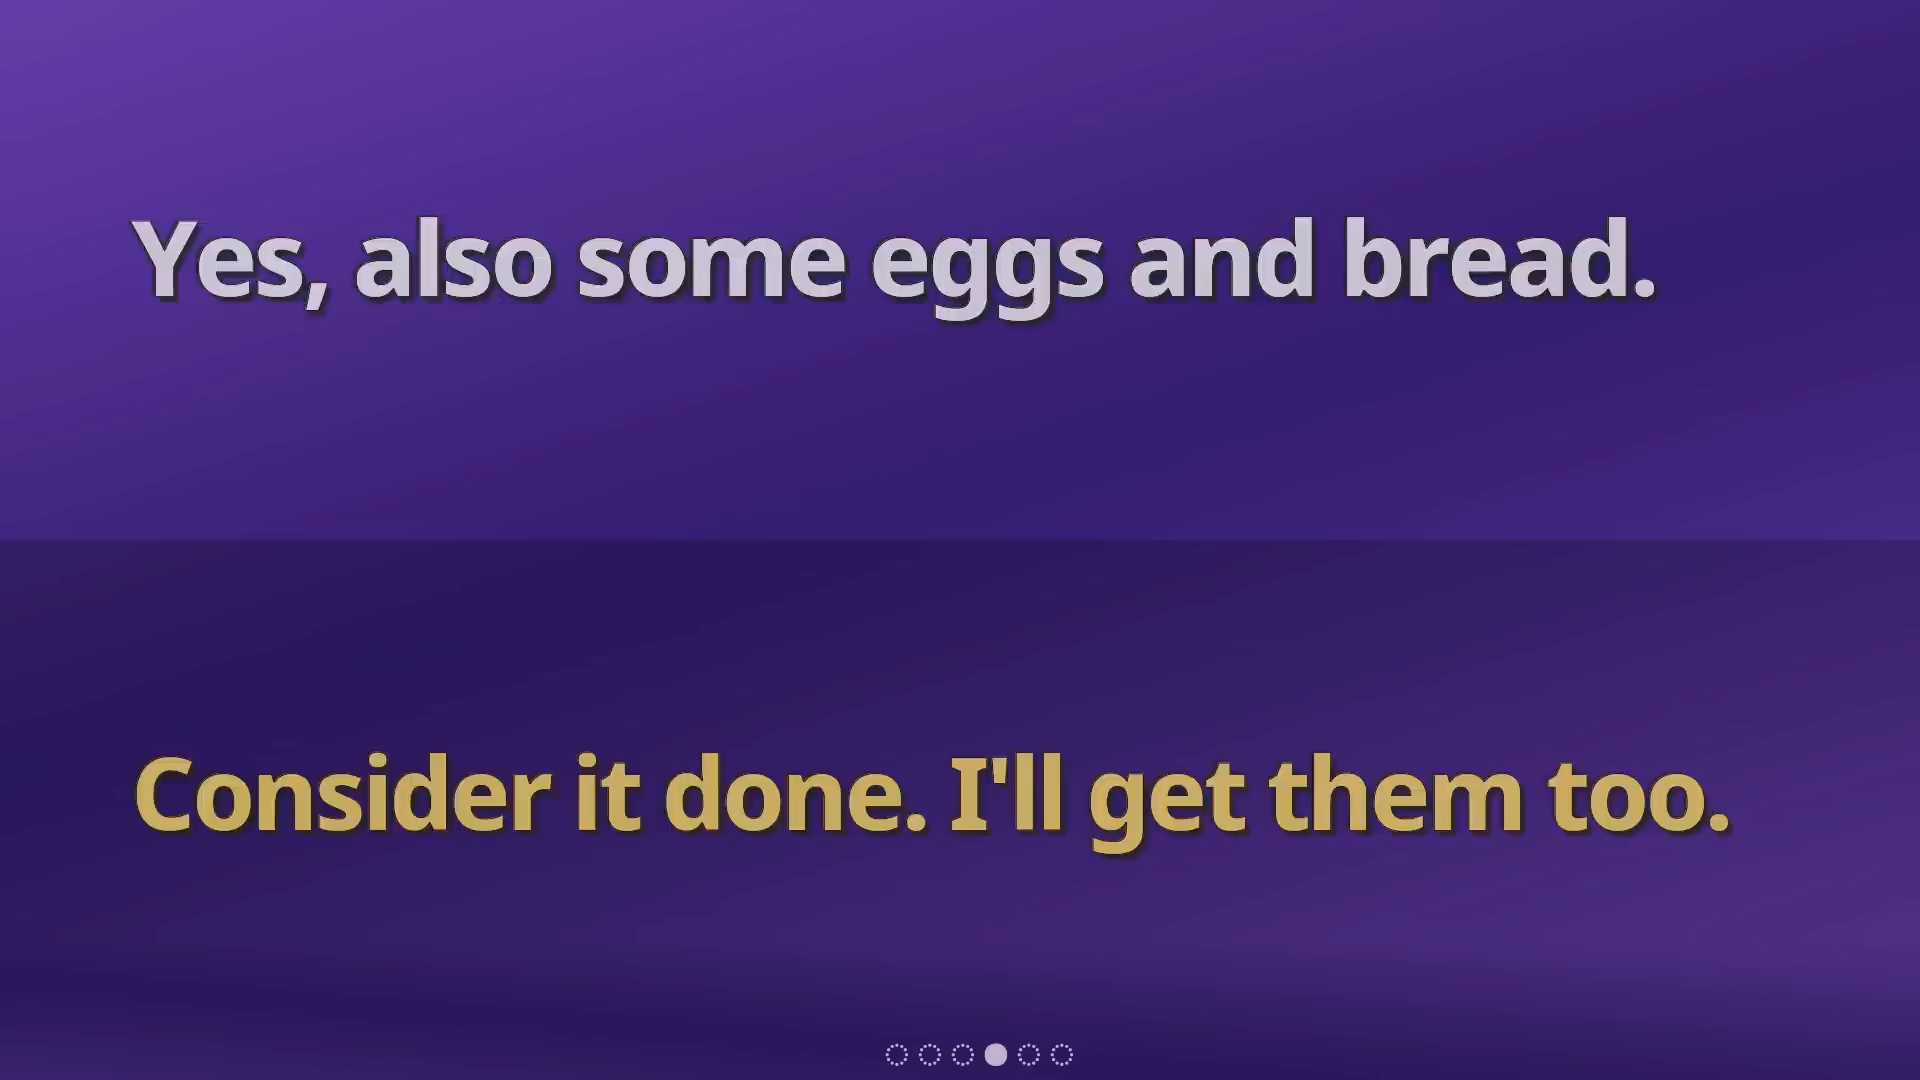 Yes, also some eggs and bread.
Consider it done. I'll get them too.